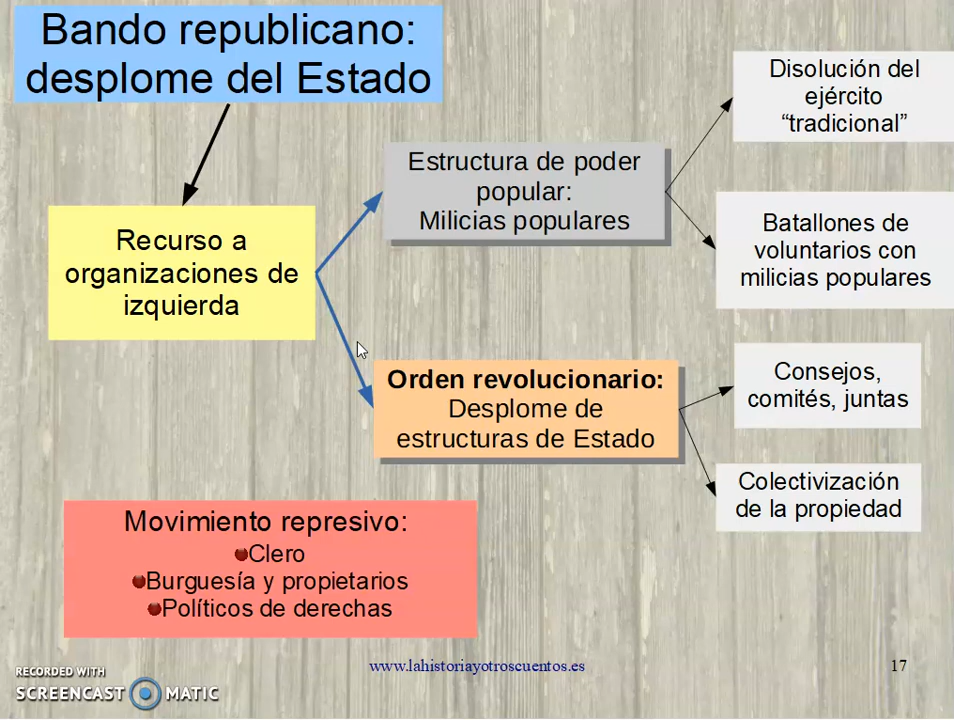 Bando republicano:
desplome del Estado
Recurso a
organizaciones de
izquierda
Estructura de poder
popular:
Milicias populares
Disolución del
ejército
“tradicional”
Batallones de
voluntarios con
milicias populares
Orden revolucionario:
Desplome de
estructuras de Estado
Consejos,
comités, juntas
Colectivización
de la propiedad
Movimiento represivo:
Clero
Burguesía y propietarios
Políticos de derechas
www.lahistoriayotroscuentos.es
17
RECORDED WITH
SCREENCAST MATIC